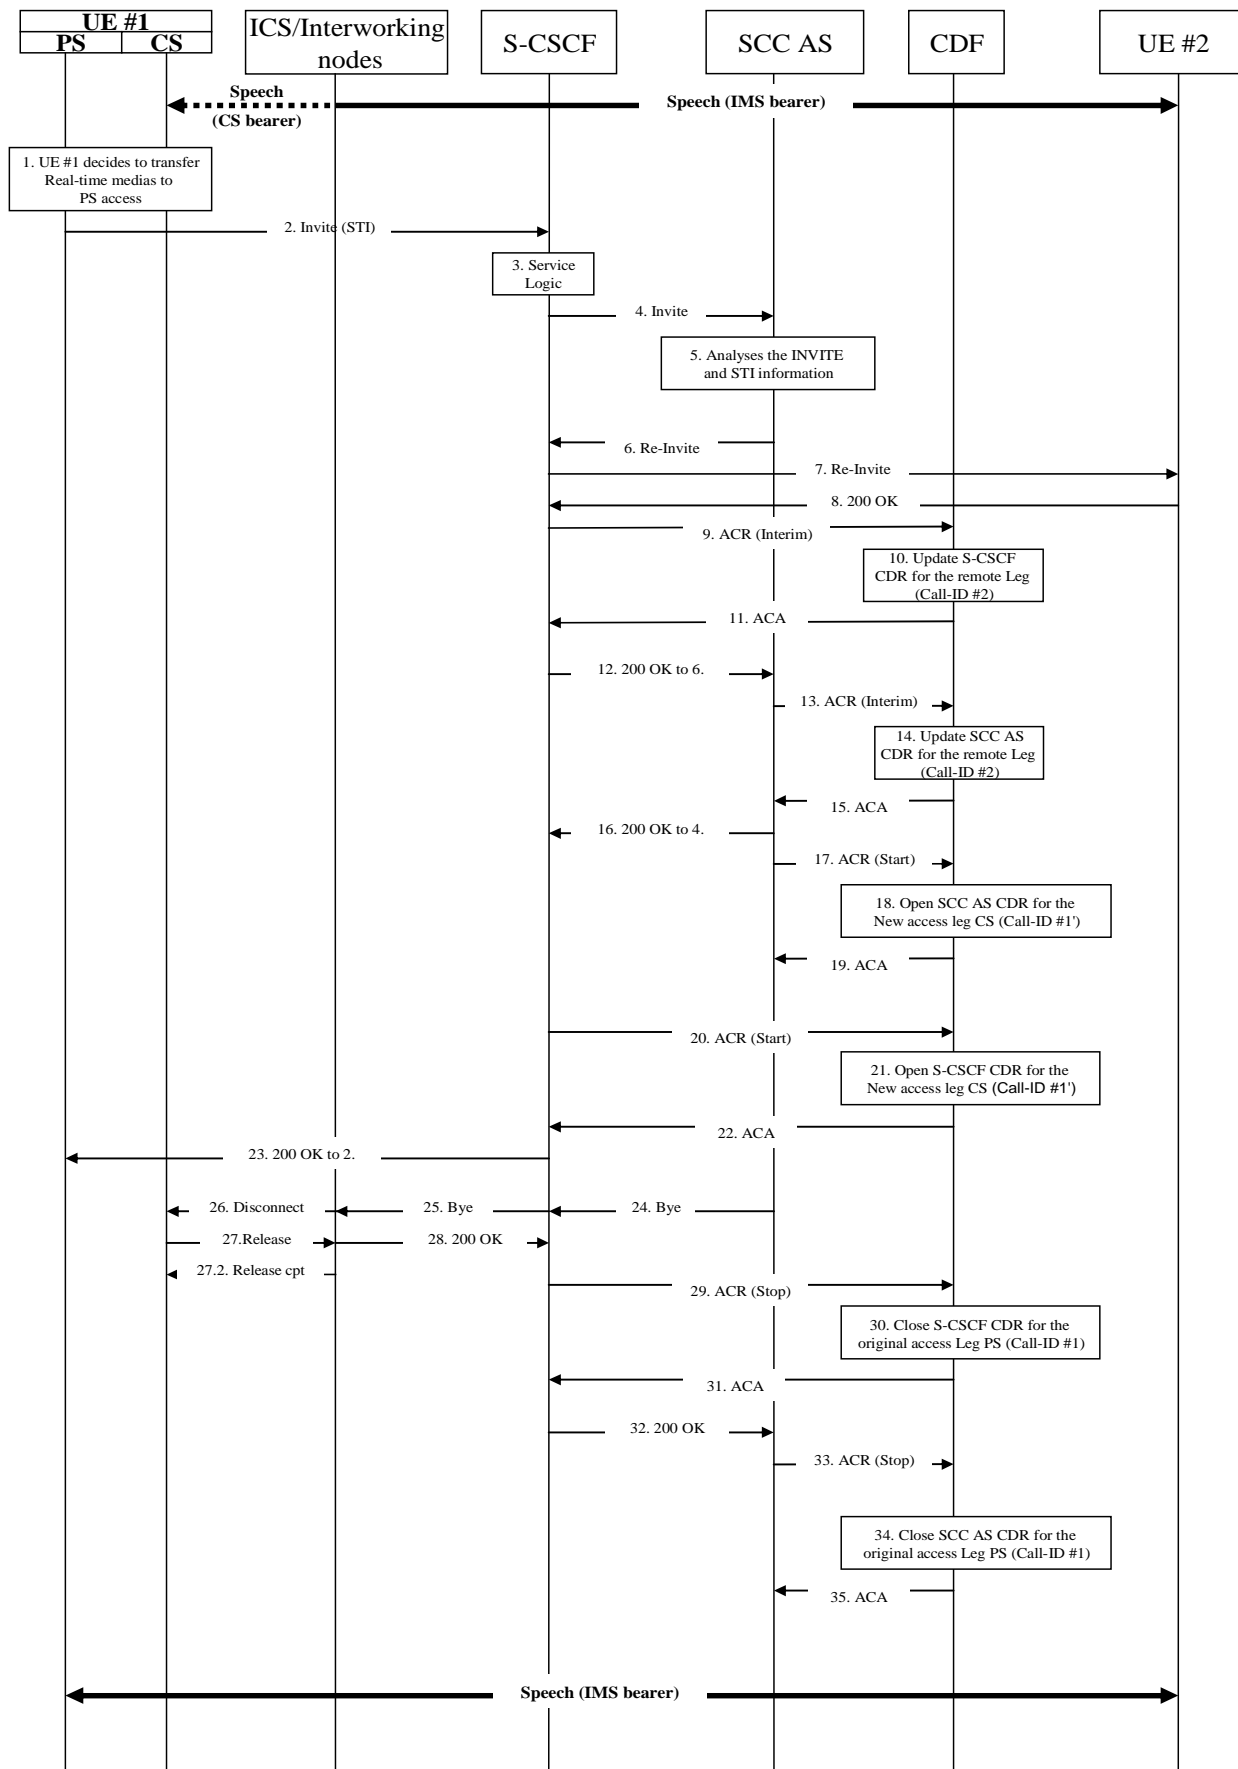 UE #1
PS
CS
ICS/Interworking
nodes
S-CSCF
SCC AS
CDF
UE #2
Speech
(CS bearer)
Speech (IMS bearer)
1. UE #1 decides to transfer
Real-time medias to
PS access
2. Invite (STI)
3. Service
Logic
4. Invite
5. Analyses the INVITE
and STI information
6. Re-Invite
7. Re-Invite
8. 200 OK
9. ACR (Interim)
10. Update S-CSCF
CDR for the remote Leg
(Call-ID #2)
11. ACA
12. 200 OK to 6.
13. ACR (Interim)
14. Update SCC AS
CDR for the remote Leg
(Call-ID #2)
15. ACA
16. 200 OK to 4.
17. ACR (Start)
18. Open SCC AS CDR for the
New access leg CS (Call-ID #1')
19. ACA
20. ACR (Start)
21. Open S-CSCF CDR for the
New access leg CS (Call-ID #1')
22. ACA
23. 200 OK to 2.
26. Disconnect
25. Bye
24. Bye
27.Release
28. 200 OK
27.2. Release cpt
29. ACR (Stop)
30. Close S-CSCF CDR for the
original access Leg PS (Call-ID #1)
31. ACA
32. 200 OK
33. ACR (Stop)
34. Close SCC AS CDR for the
original access Leg PS (Call-ID #1)
35. ACA
Speech (IMS bearer)